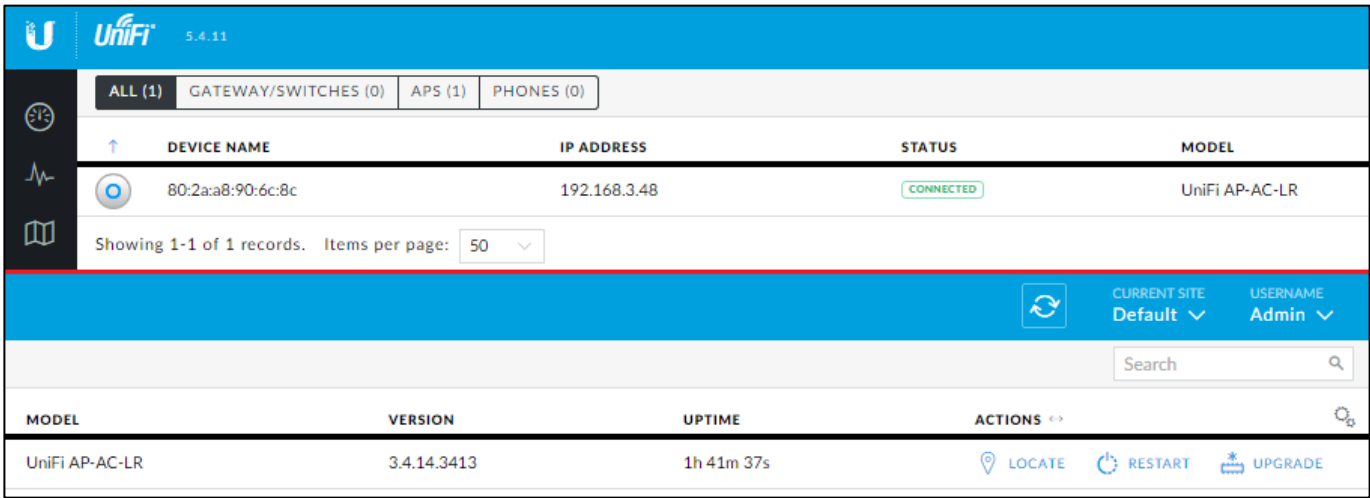 UniFi 5.4.11
ALL (1) GATEWAY/SWITCHES (0) APS (1) PHONES (0)
↑ DEVICE NAME IP ADDRESS STATUS MODEL
80:2a:a8:90:6c:8c 192.168.3.48 CONNECTED UniFi AP-AC-LR
Showing 1-1 of 1 records. Items per page: 50
CURRENT SITE USERNAME
Default Admin
Search
MODEL VERSION UPTIME ACTIONS
UniFi AP-AC-LR 3.4.14.3413 1h 41m 37s LOCATE RESTART UPGRADE